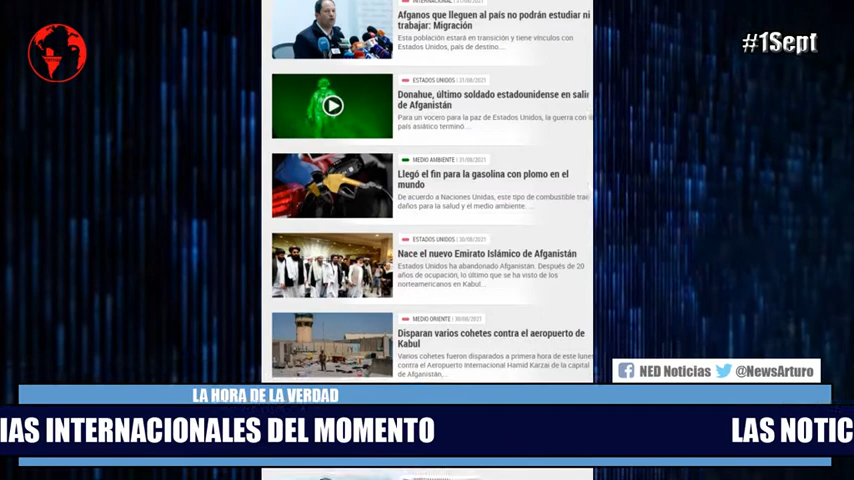 INTERNACIONAL | 31/08/2021
Afganos que lleguen al país no podrán estudiar ni
trabajar: Migración
Esta población estará en transición y tiene vínculos con
Estados Unidos, país de destino....
#1Sept
ESTADOS UNIDOS | 31/08/2021
Donahue, último soldado estadounidense en salir
de Afganistán
Para un vocero para la paz de Estados Unidos, la guerra con
país asiático terminó....
MEDIO AMBIENTE | 31/08/2021
Llegó el fin para la gasolina con plomo en el
mundo
De acuerdo a Naciones Unidas, este tipo de combustible trae
daños para la salud y el medio ambiente. ...
ESTADOS UNIDOS | 30/08/2021
Nace el nuevo Emirato Islámico de Afganistán
Estados Unidos ha abandonado Afganistán. Después de 20
años de ocupación, lo último que se ha visto de los
norteamericanos en Kabul...
MEDIO ORIENTE | 30/08/2021
Disparan varios cohetes contra el aeropuerto de
Kabul
Varios cohetes fueron disparados a primera hora de este lunes
contra el Aeropuerto Internacional Hamid Karzai de la capital
de Afganistán,...
NED Noticias @NewsArturo
LA HORA DE LA VERDAD
IAS INTERNACIONALES DEL MOMENTO LAS NOTIC